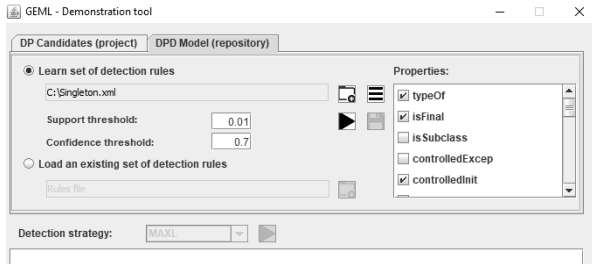 GEML - Demonstration tool
DP Candidates (project) DPD Model (repository)
Learn set of detection rules
Properties:
C:\Singleton.xml
typeOf
Support threshold: 0.01
isFinal
isSubclass
Confidence threshold: 0.7
controlledExcep
Load an existing set of detection rules
controlledInit
Rules file
Detection strategy: MAXL